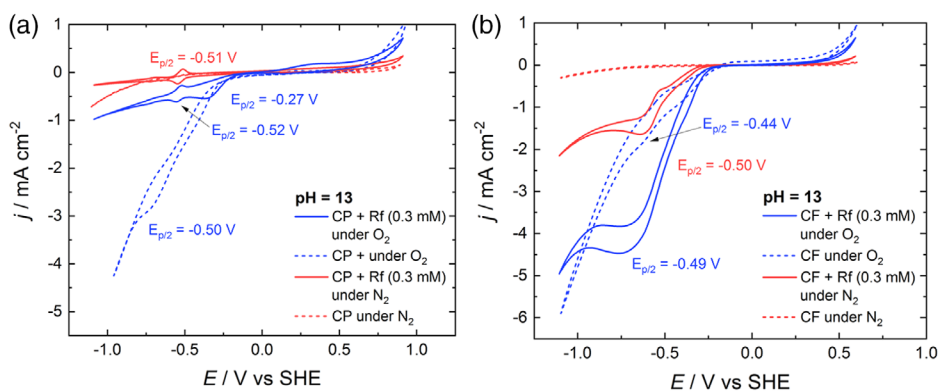 (a)
1
0
-1
-2
-3
-4
-5
j / mA cm-2
Ep/2 = -0.51 V
Ep/2 = -0.27 V
Ep/2 = -0.52 V
Ep/2 = -0.50 V
pH = 13
CP + Rf (0.3 mM)
under O2
CP + under O2
CP + Rf (0.3 mM)
under N2
CP under N2
-1.0 -0.5 0.0 0.5 1.0
E / V vs SHE
(b)
1
0
-1
-2
-3
-4
-5
-6
j / mA cm-2
Ep/2 = -0.44 V
Ep/2 = -0.50 V
Ep/2 = -0.49 V
pH = 13
CF + Rf (0.3 mM)
under O2
CF under O2
CF + Rf (0.3 mM)
under N2
CF under N2
-1.0 -0.5 0.0 0.5 1.0
E / V vs SHE